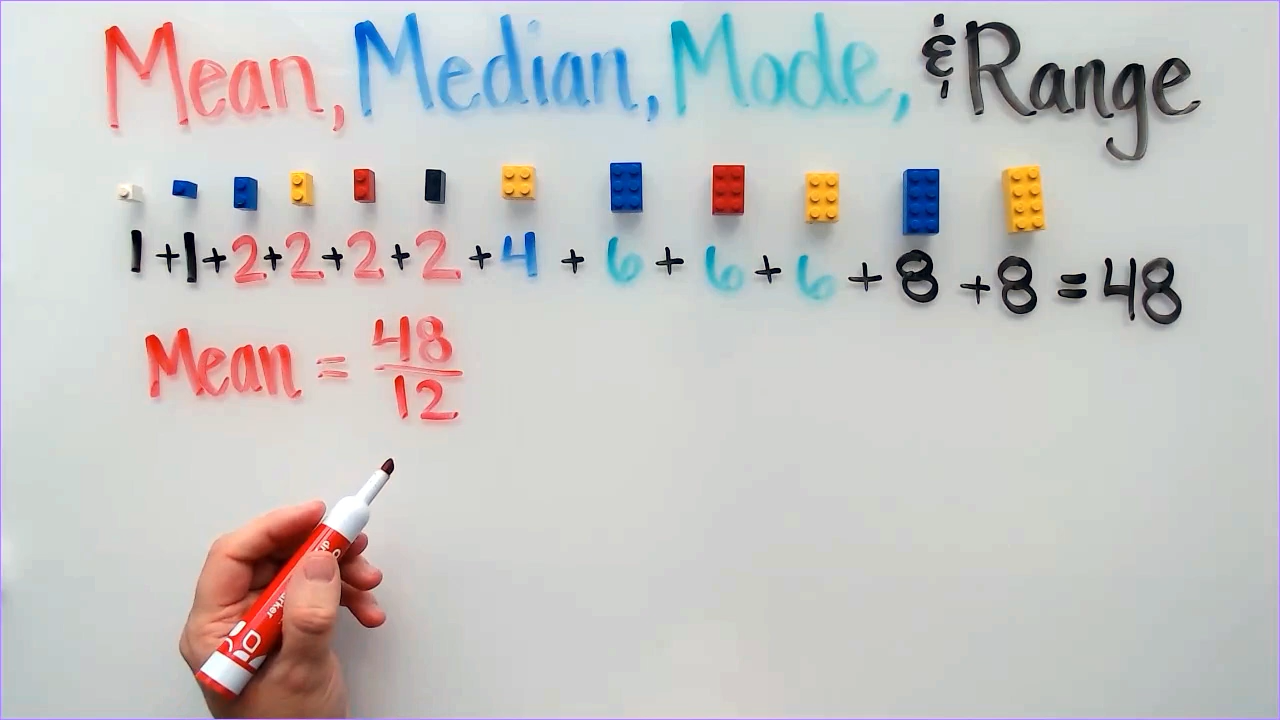 Mean, Median, Mode, & Range
1 + 1 + 2 + 2 + 2 + 2 + 4 + 6 + 6 + 6 + 8 + 8 = 48
Mean = 48
12